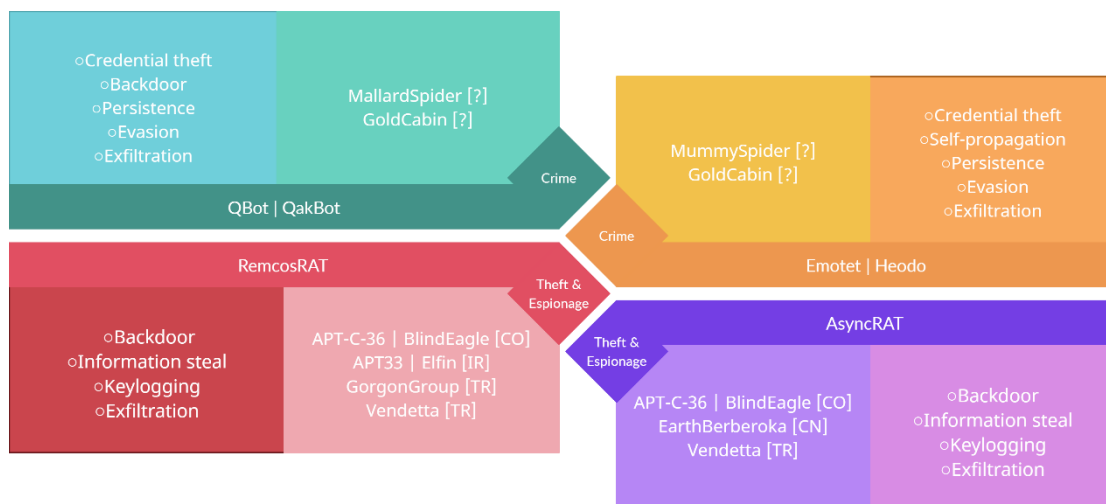 ○Credential theft
○Backdoor
○Persistence
○Evasion
○Exfiltration
MallardSpider [?]
GoldCabin [?]
Crime
QBot | QakBot
MummySpider [?]
GoldCabin [?]
○Credential theft
○Self-propagation
○Persistence
○Evasion
○Exfiltration
Crime
Emotet | Heodo
RemcosRAT
Theft &
Espionage
○Backdoor
○Information steal
○Keylogging
○Exfiltration
APT-C-36 | BlindEagle [CO]
APT33 | Elfin [IR]
GorgonGroup [TR]
Vendetta [TR]
AsyncRAT
Theft &
Espionage
APT-C-36 | BlindEagle [CO]
EarthBerberoka [CN]
Vendetta [TR]
○Backdoor
○Information steal
○Keylogging
○Exfiltration